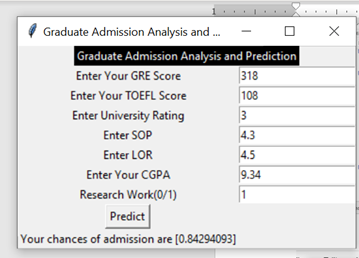 Graduate Admission Analysis and ...
Graduate Admission Analysis and Prediction
Enter Your GRE Score 318
Enter Your TOEFL Score 108
Enter University Rating 3
Enter SOP 4.3
Enter LOR 4.5
Enter Your CGPA 9.34
Research Work(0/1) 1
Predict
Your chances of admission are [0.84294093]